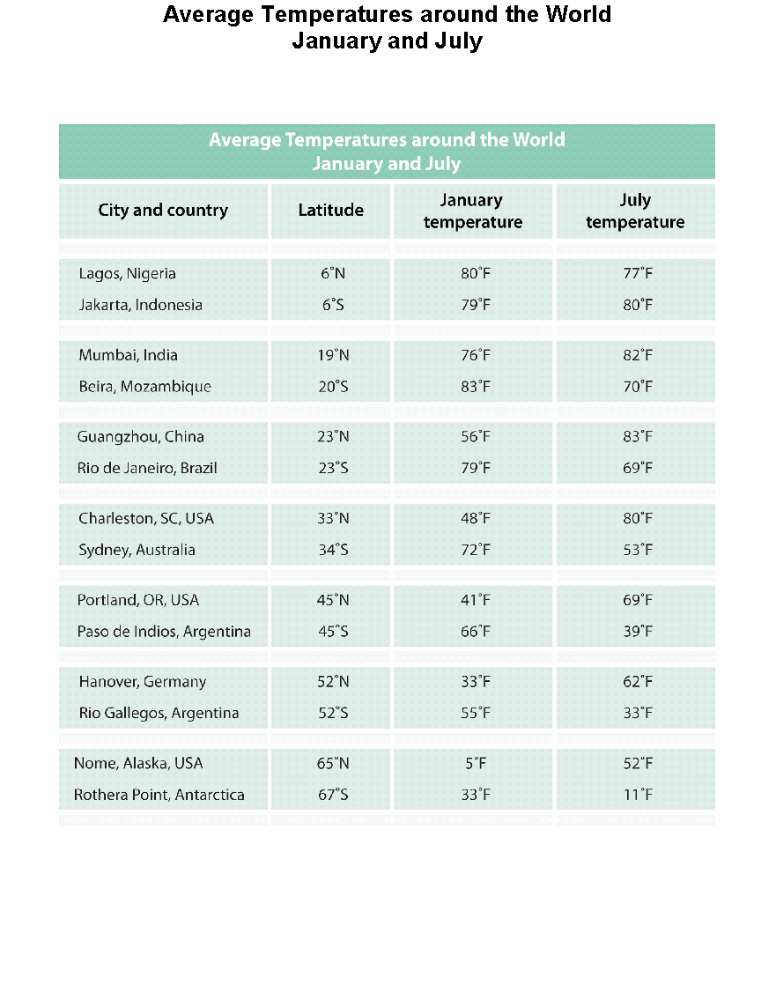 Average Temperatures around the World
January and July
Average Temperatures around the World
January and July
City and country Latitude January temperature July temperature
Lagos, Nigeria 6˚N 80˚F 77˚F
Jakarta, Indonesia 6˚S 79˚F 80˚F
Mumbai, India 19˚N 76˚F 82˚F
Beira, Mozambique 20˚S 83˚F 70˚F
Guangzhou, China 23˚N 56˚F 83˚F
Rio de Janeiro, Brazil 23˚S 79˚F 69˚F
Charleston, SC, USA 33˚N 48˚F 80˚F
Sydney, Australia 34˚S 72˚F 53˚F
Portland, OR, USA 45˚N 41˚F 69˚F
Paso de Indios, Argentina 45˚S 66˚F 39˚F
Hanover, Germany 52˚N 33˚F 62˚F
Rio Gallegos, Argentina 52˚S 55˚F 33˚F
Nome, Alaska, USA 65˚N 5˚F 52˚F
Rothera Point, Antarctica 67˚S 33˚F 11˚F